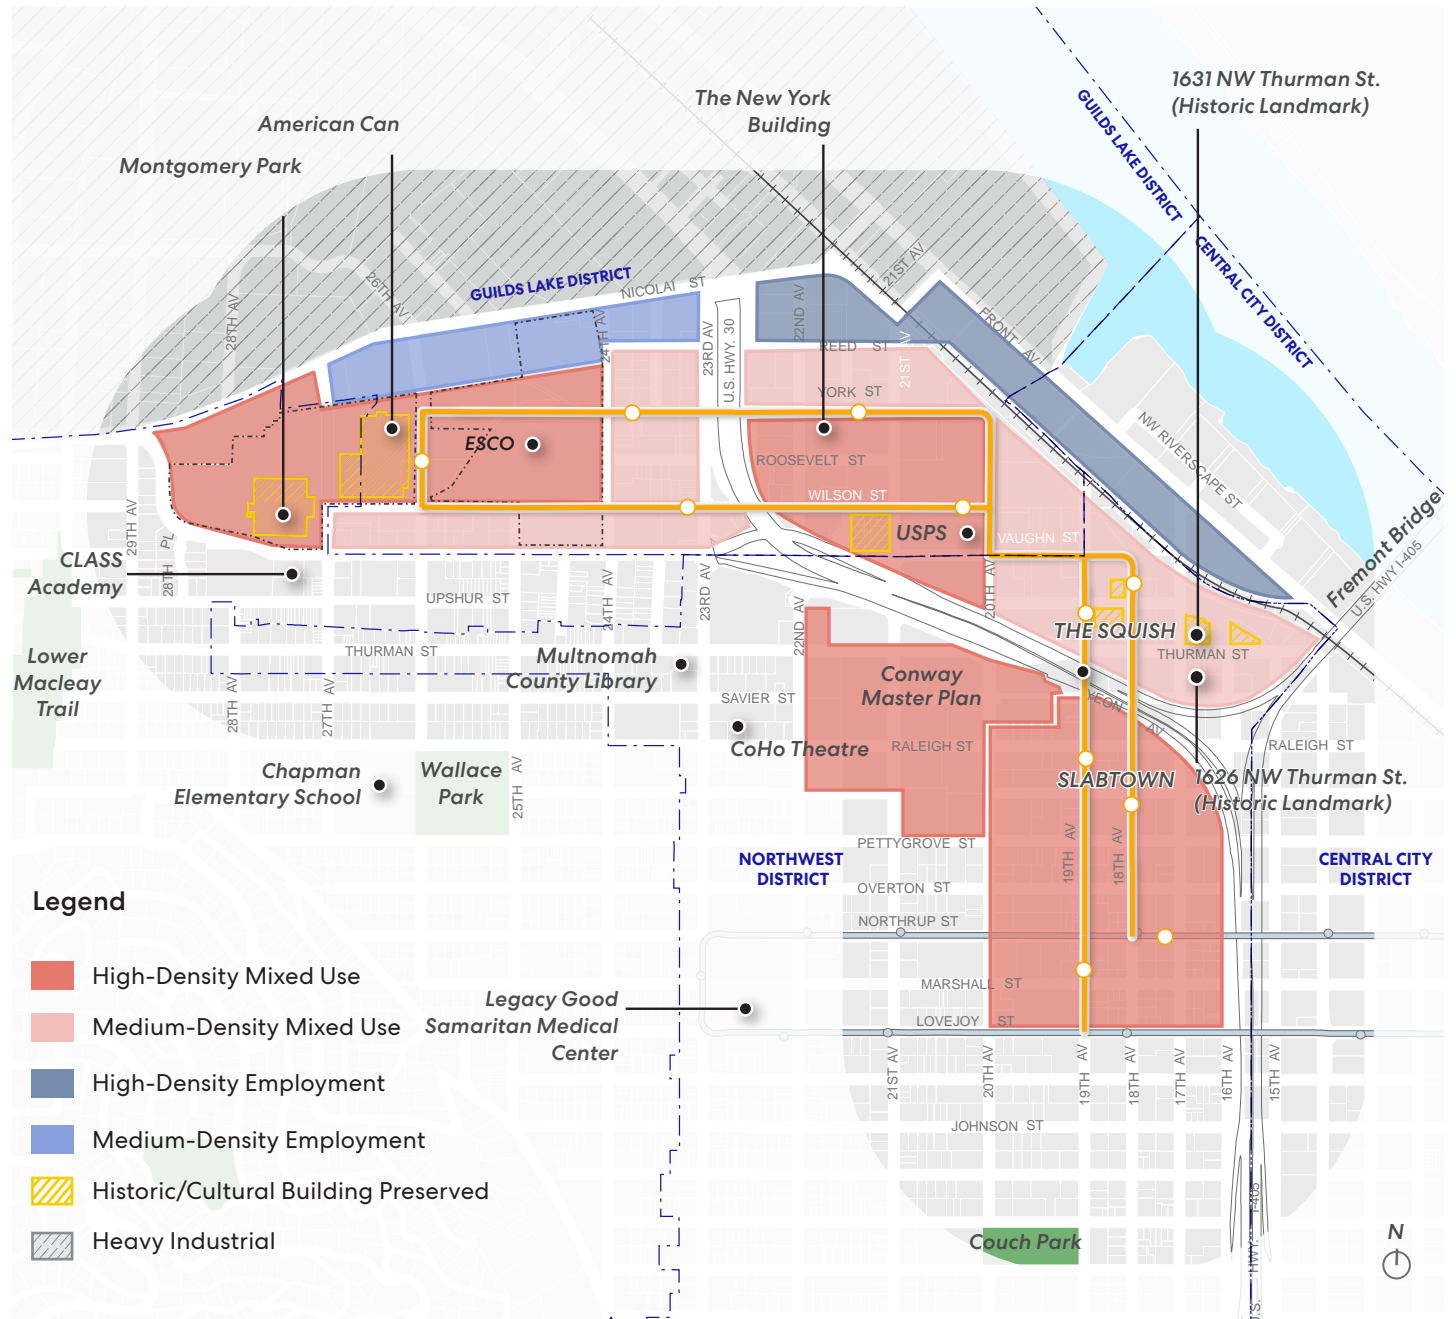 1631 NW Thurman St.
(Historic Landmark)
The New York
Building
American Can
Montgomery Park
GUILDS LAKE DISTRICT
CENTRAL CITY DISTRICT
GUILDS LAKE DISTRICT
NICOLAI ST
26TH AV
28TH AV
24TH AV
23RD AV
U.S. HWY. 30
22ND AV
21ST AV
21ST AV
FRONT AV
REED ST
YORK ST
ROOSEVELT ST
WILSON ST
VAUGHN ST
NW RIVERSCAPE ST
Fremont Bridge
U.S. HWY I-405
ESCO
USPS
29TH AV
28TH PL
CLASS
Academy
UPSHUR ST
24TH AV
23RD AV
22ND AV
20TH AV
THE SQUISH
THURMAN ST
THURMAN ST
Lower
Macleay
Trail
Multnomah
County Library
Conway
Master Plan
28TH AV
27TH AV
SAVIER ST
YEON AV
CoHo Theatre
RALEIGH ST
RALEIGH ST
Chapman
Elementary School
Wallace
Park
25TH AV
SLABTOWN
1626 NW Thurman St.
(Historic Landmark)
19TH AV
18TH AV
PETTYGROVE ST
NORTHWEST
DISTRICT
CENTRAL CITY
DISTRICT
OVERTON ST
NORTHRUP ST
MARSHALL ST
LOVEJOY ST
Legacy Good
Samaritan Medical
Center
21ST AV
20TH AV
19TH AV
18TH AV
17TH AV
16TH AV
15TH AV
JOHNSON ST
U.S. HWY. I-405
Couch Park
N
Legend
High-Density Mixed Use
Medium-Density Mixed Use
High-Density Employment
Medium-Density Employment
Historic/Cultural Building Preserved
Heavy Industrial